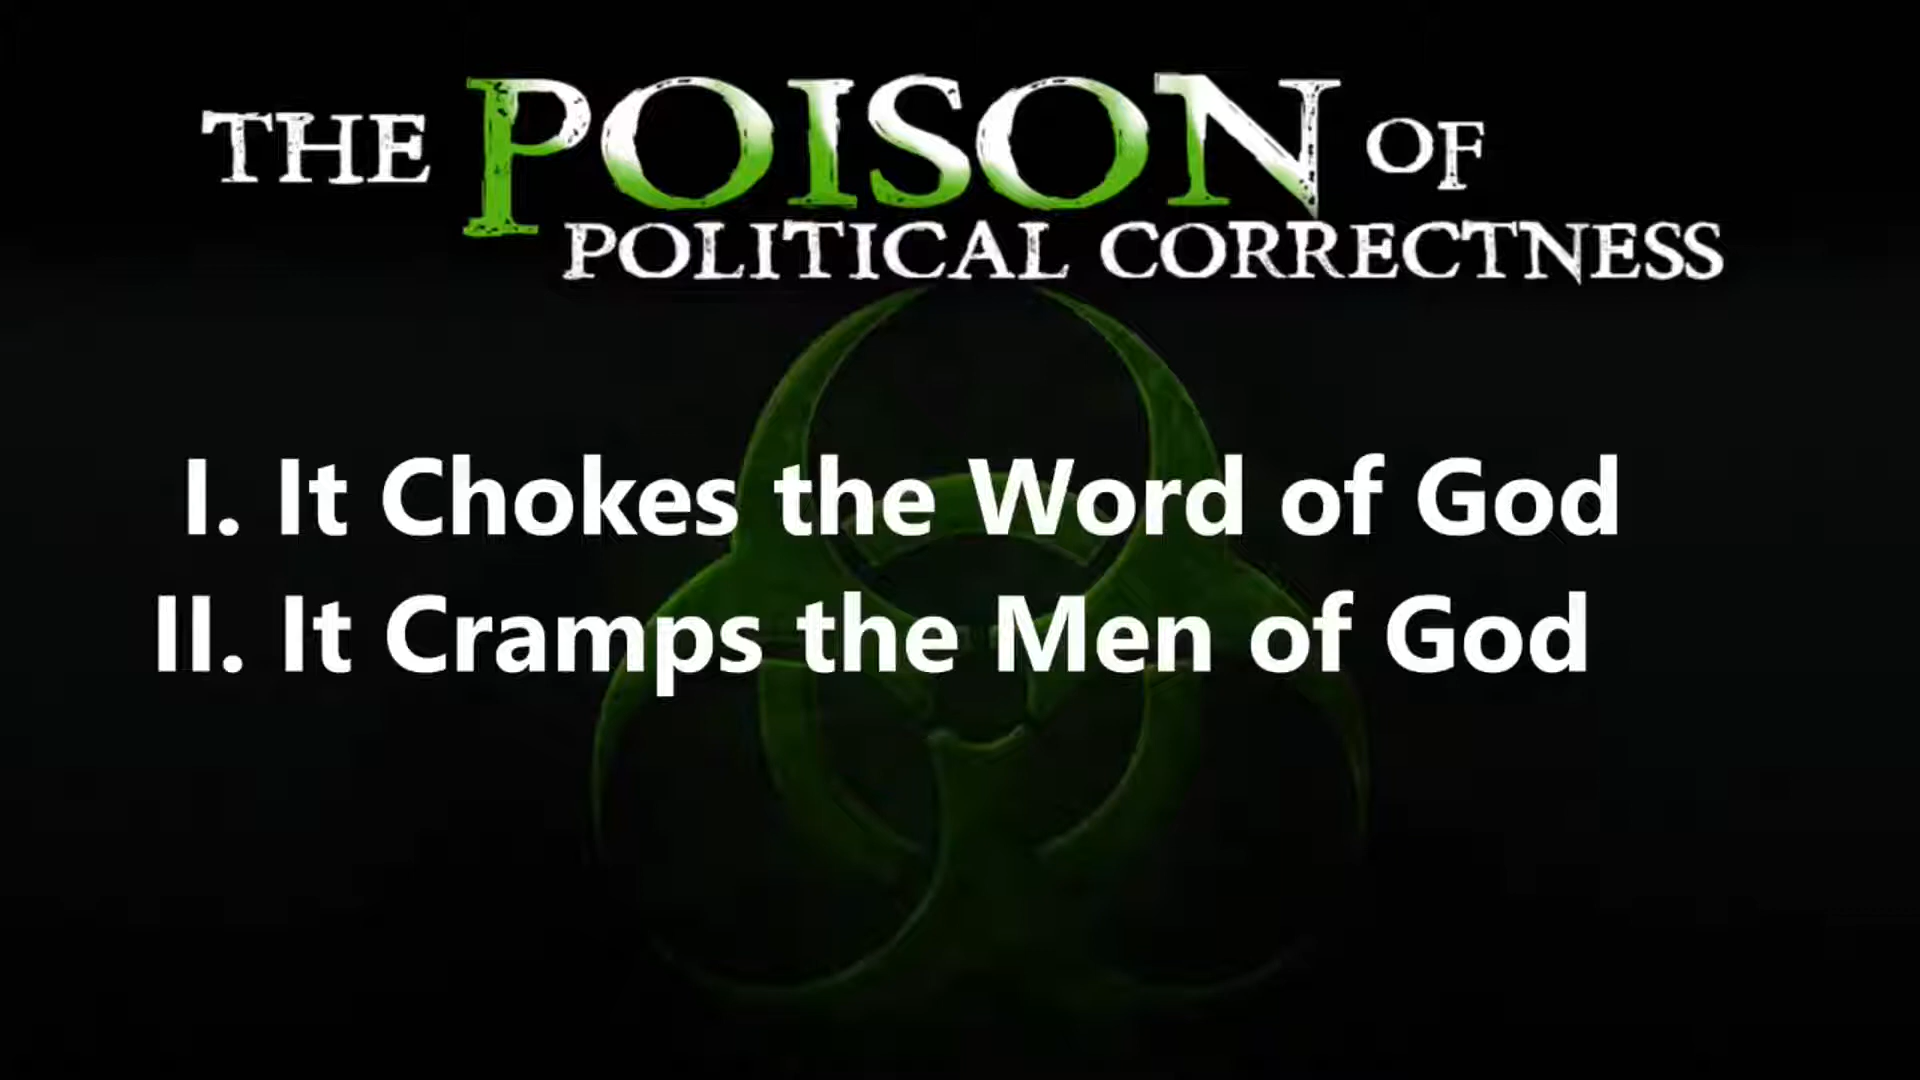 THE POISON OF
POLITICAL CORRECTNESS
I. It Chokes the Word of God
II. It Cramps the Men of God